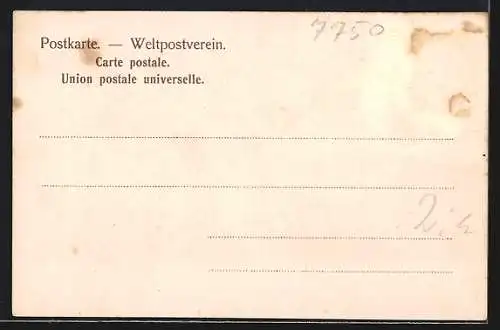 7750
Postkarte. — Weltpostverein.
Carte postale.
Union postale universelle.